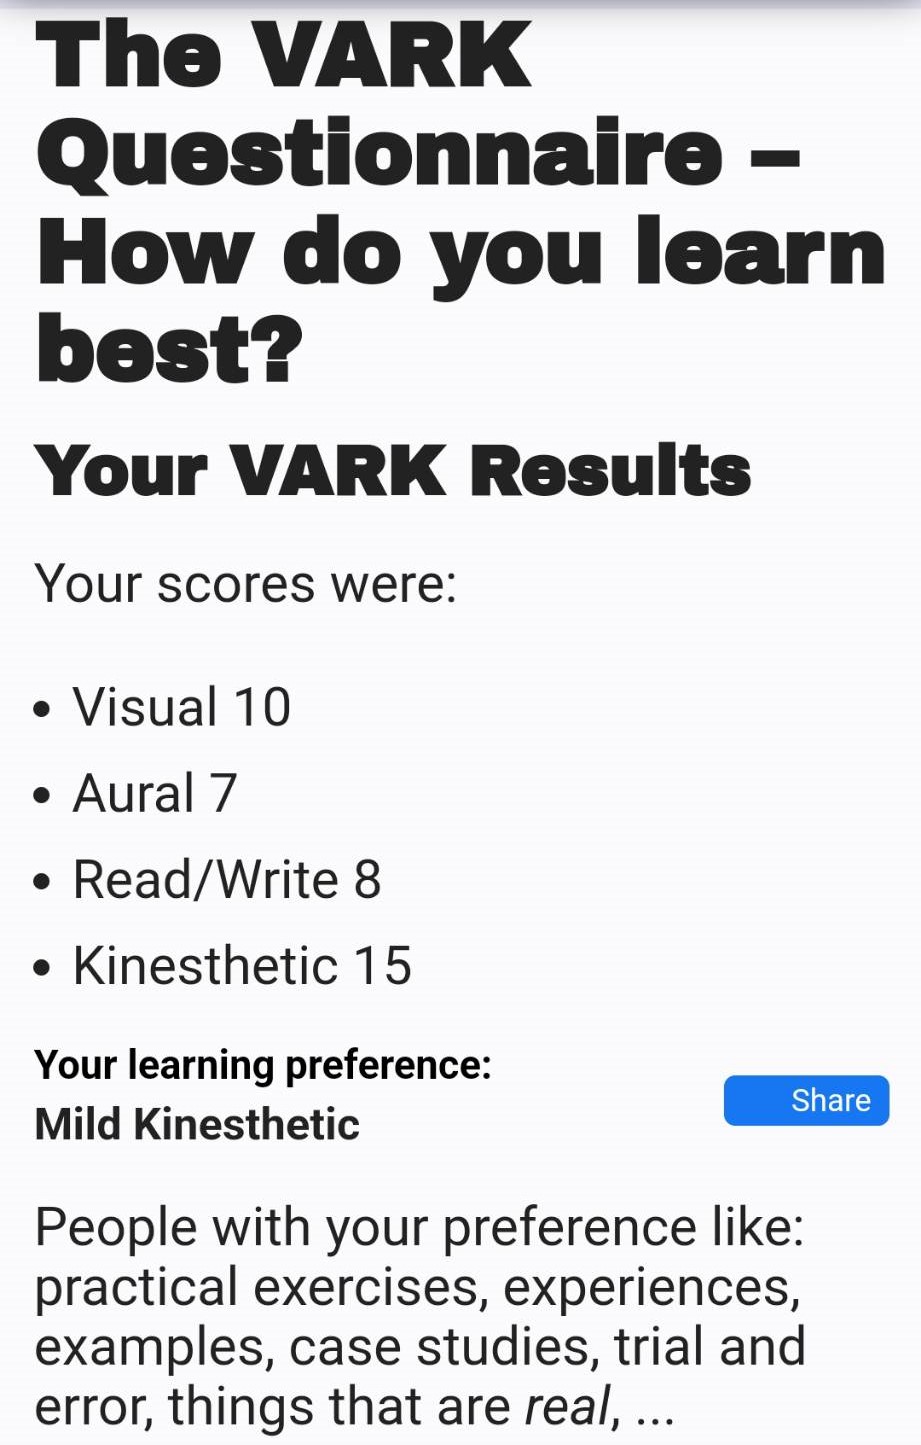 The VARK
Questionnaire –
How do you learn
best?
Your VARK Results
Your scores were:
• Visual 10
• Aural 7
• Read/Write 8
• Kinesthetic 15
Your learning preference:
Mild Kinesthetic
Share
People with your preference like:
practical exercises, experiences,
examples, case studies, trial and
error, things that are real, ...